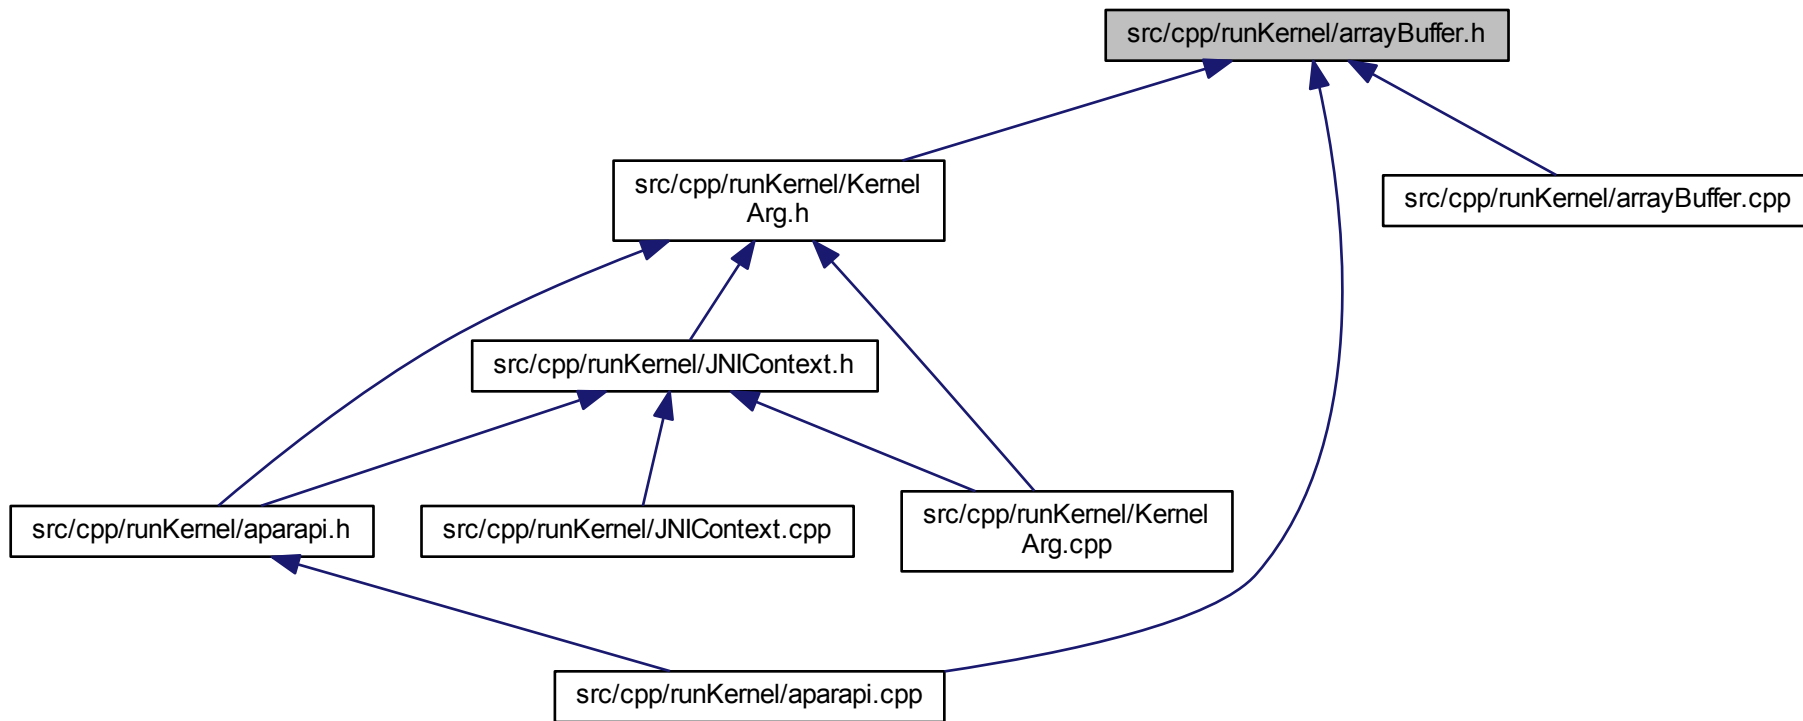 src/cpp/runKernel/arrayBuffer.h
src/cpp/runKernel/Kernel
Arg.h
src/cpp/runKernel/arrayBuffer.cpp
src/cpp/runKernel/JNIContext.h
src/cpp/runKernel/aparapi.h
src/cpp/runKernel/JNIContext.cpp
src/cpp/runKernel/Kernel
Arg.cpp
src/cpp/runKernel/aparapi.cpp